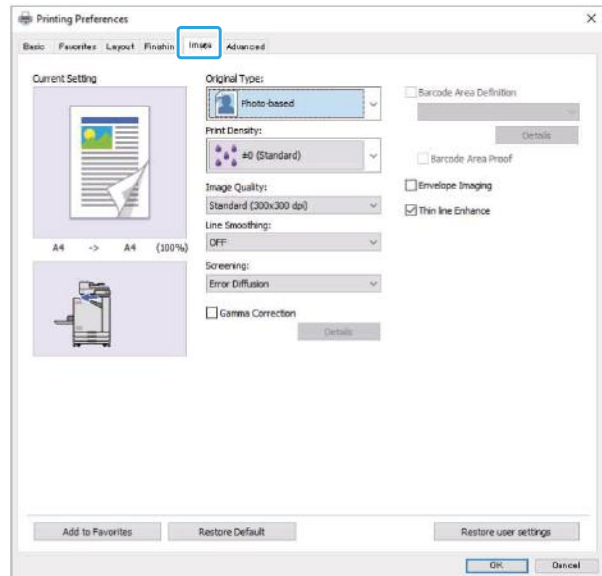 Printing Preferences
Basic Favorites Layout Finishin Image Advanced
Current Setting
A4 -> A4 (100%)
Original Type:
Photo-based
Print Density:
±0 (Standard)
Image Quality:
Standard (300x300 dpi)
Line Smoothing:
OFF
Screening:
Error Diffusion
Gamma Correction
Details
Barcode Area Definition
Details
Barcode Area Proof
Envelope Imaging
Thin line Enhance
Add to Favorites Restore Default Restore user settings
OK Cancel